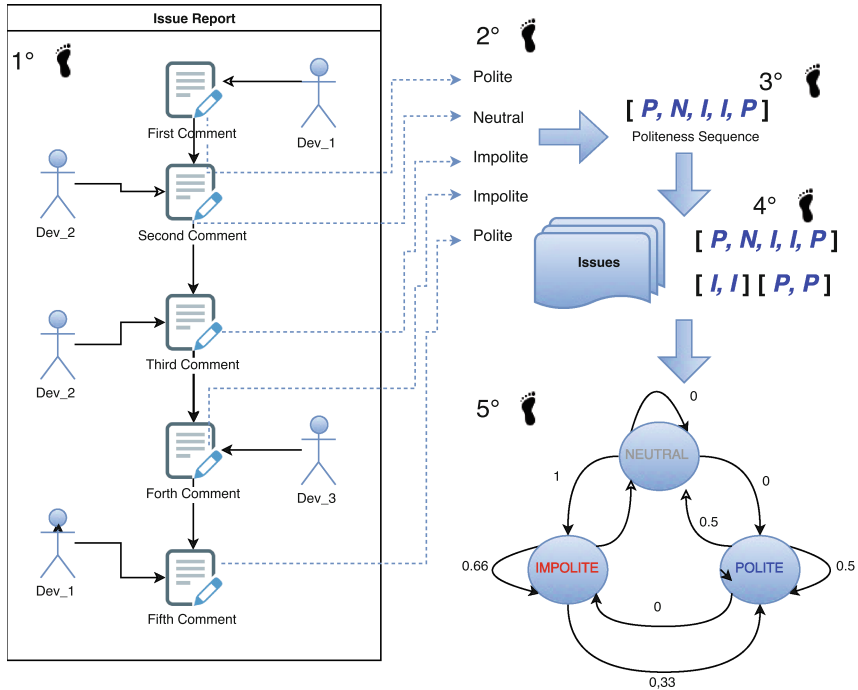 Issue Report
1°
First Comment
Dev_1
Dev_2
Second Comment
Dev_2
Third Comment
Forth Comment
Dev_3
Dev_1
Fifth Comment
2°
Polite
Neutral
Impolite
Impolite
Polite
3°
[ P, N, I, I, P ]
Politeness Sequence
4°
Issues
[ P, N, I, I, P ]
[ I, I ] [ P, P ]
5°
0
NEUTRAL
1
0
0.5
0.66
IMPOLITE
POLITE
0.5
0
0,33